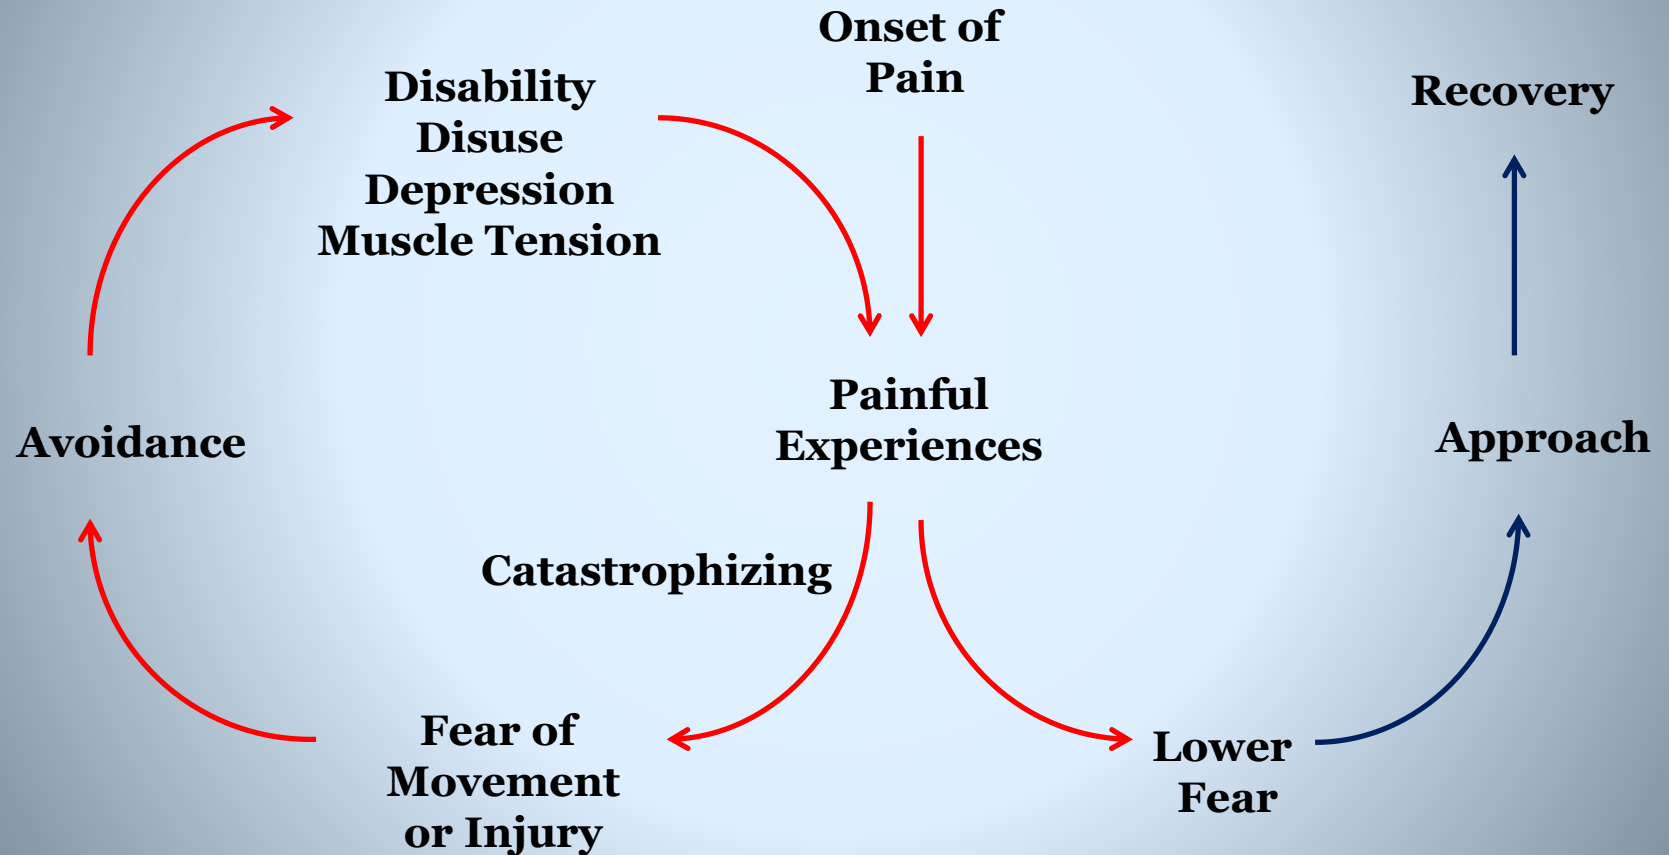 Onset of
Pain
Disability
Disuse
Depression
Muscle Tension
Recovery
Painful
Experiences
Avoidance
Approach
Catastrophizing
Fear of
Movement
or Injury
Lower
Fear